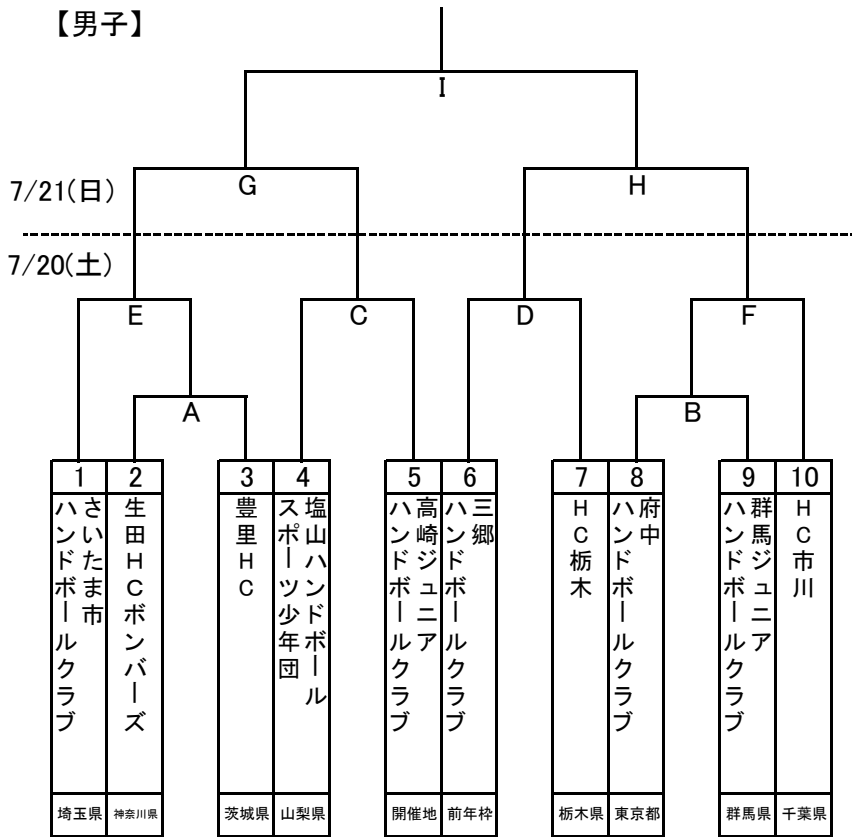 【男子】
I
7/21(日)
G
H
7/20(土)
E
C
D
F
A
B
1
2
3
4
5
6
7
8
9
10
さいたま市
ハンドボールクラブ
生田HCボンバーズ
豊里HC
塩山ハンドボール
スポーツ少年団
高崎ジュニア
ハンドボールクラブ
三郷
ハンドボールクラブ
HC栃木
府中
ハンドボールクラブ
群馬ジュニア
ハンドボールクラブ
HC市川
埼玉県
神奈川県
茨城県
山梨県
開催地
前年枠
栃木県
東京都
群馬県
千葉県